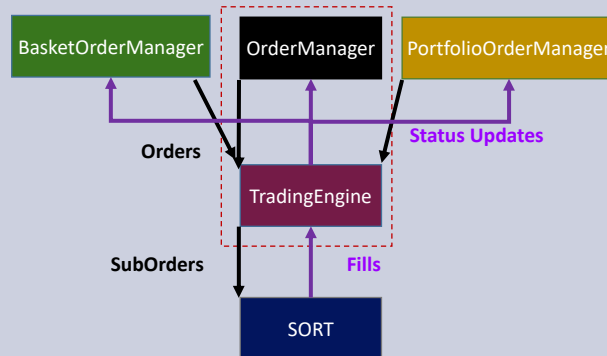 BasketOrderManager
OrderManager
PortfolioOrderManager
Orders
Status Updates
TradingEngine
SubOrders
Fills
SORT